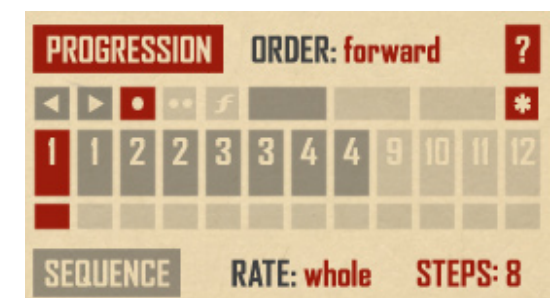 PROGRESSION ORDER: forward ?
f *
1 1 2 2 3 3 4 4 9 10 11 12
SEQUENCE RATE: whole STEPS: 8